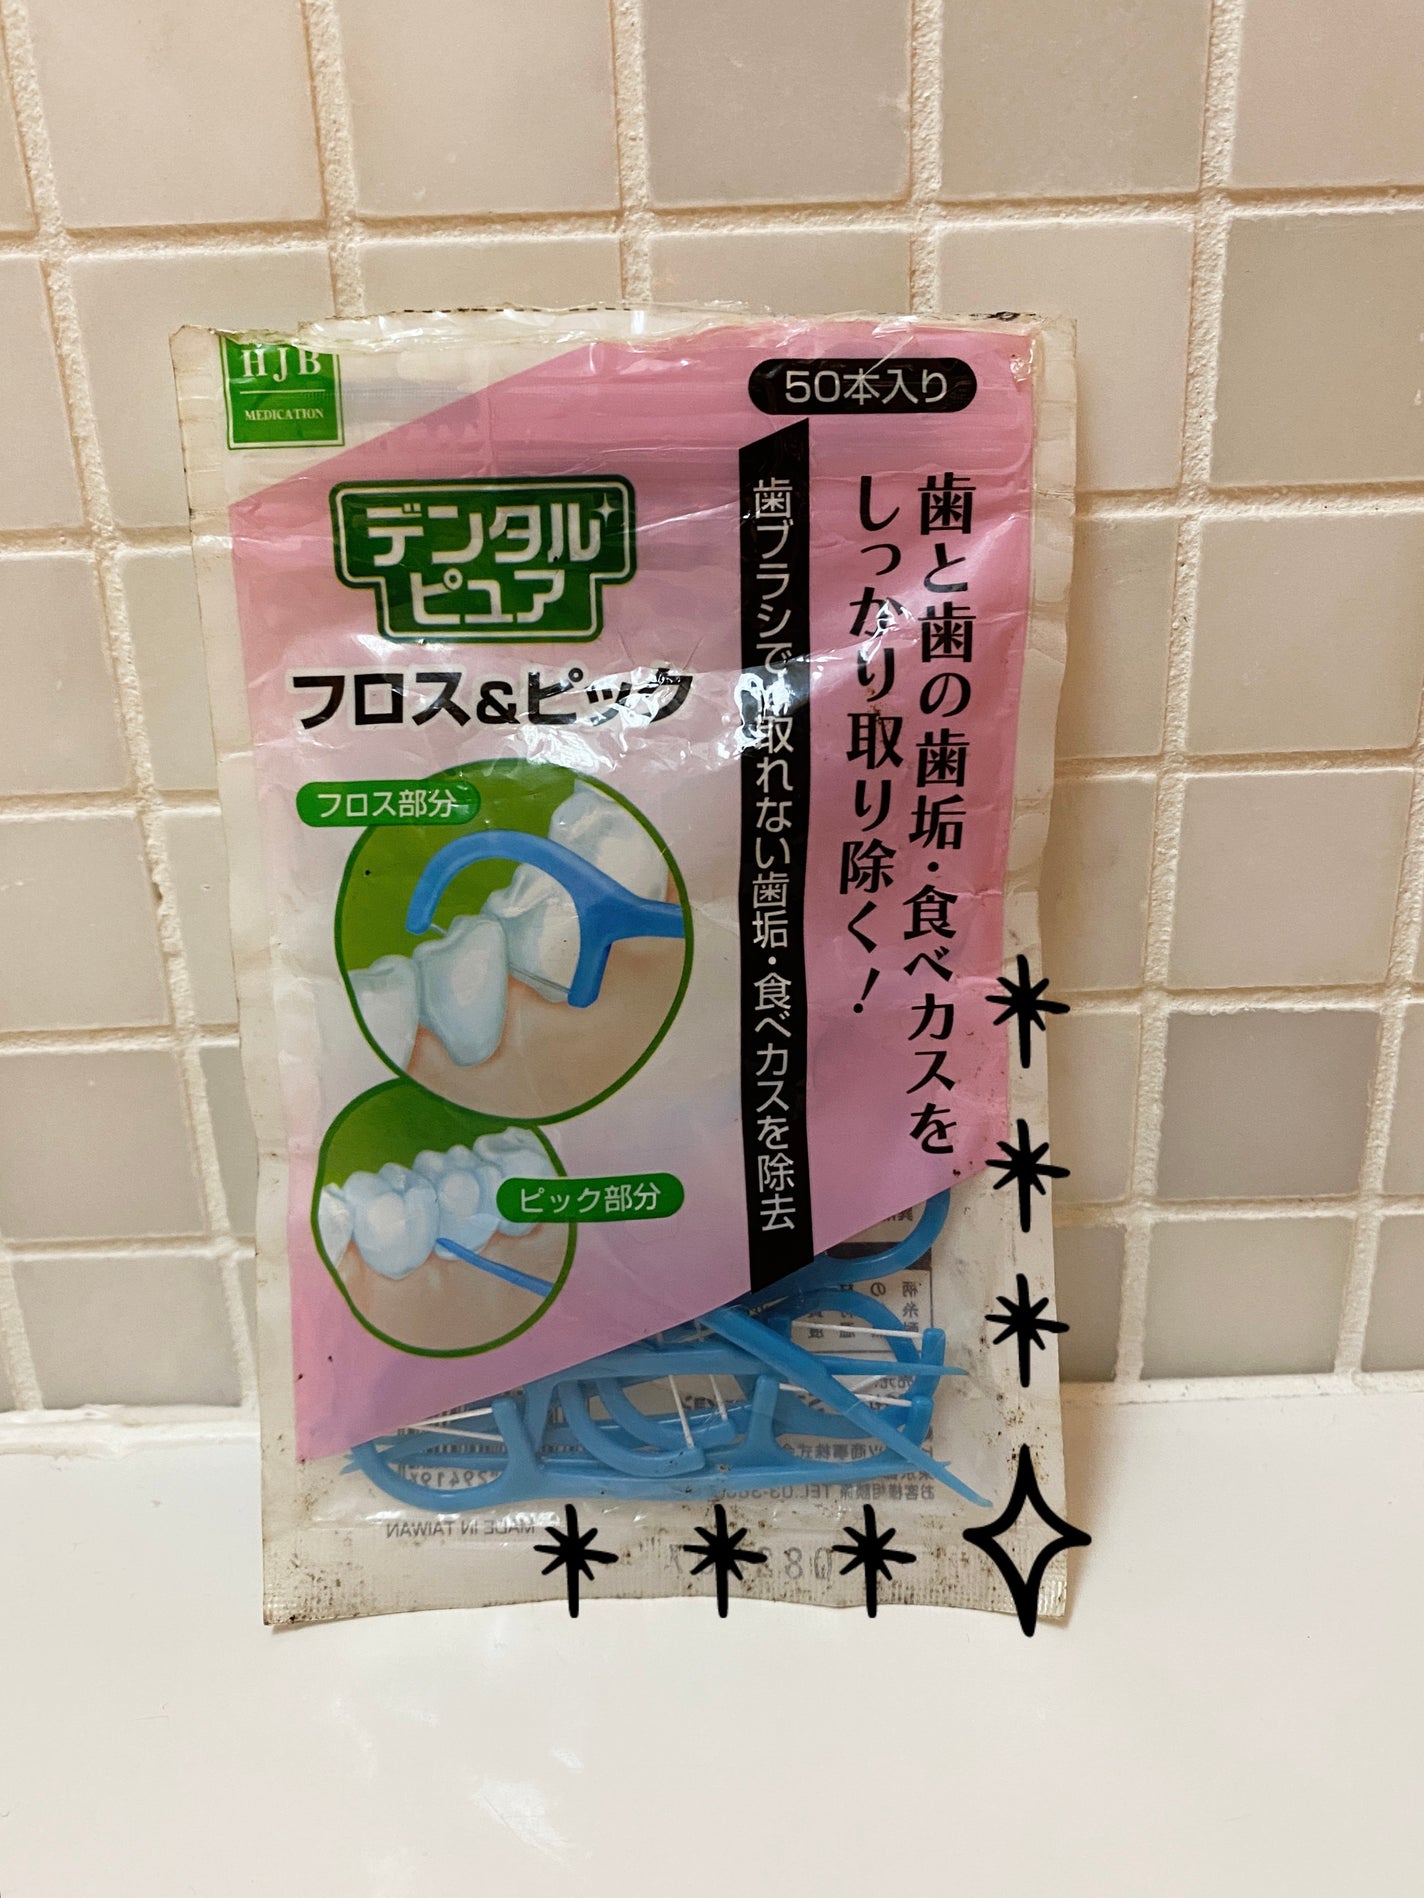 HJB
MEDICATION
50本入り
歯と歯の歯垢・食べカスを
しっかり取り除く!
歯ブラシで取れない歯垢・食べカスを除去
デンタル
ピュア
フロス&ピック
フロス部分
ピック部分
MADE IN TAIWAN